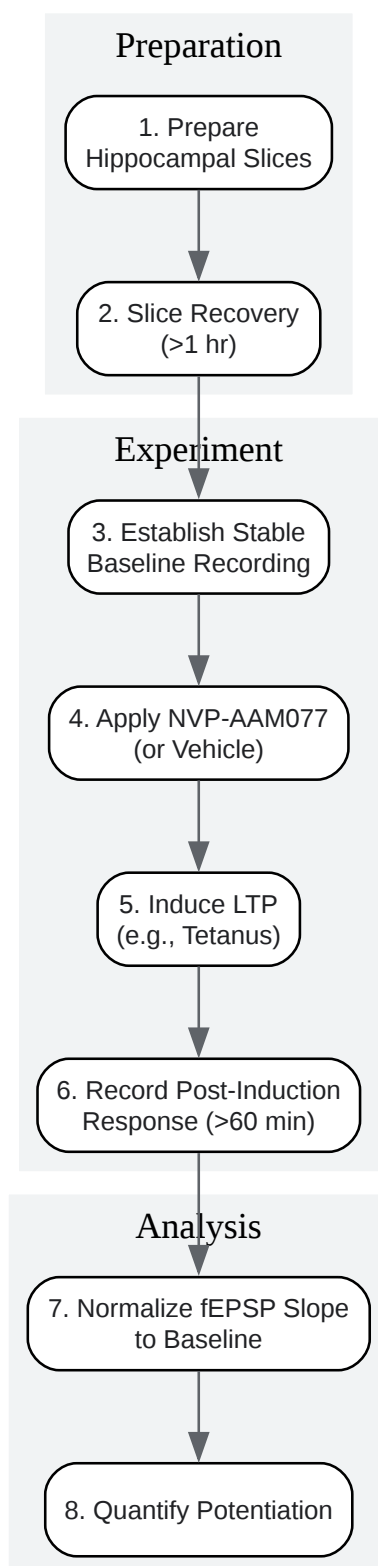 Preparation
1. Prepare
Hippocampal Slices
2. Slice Recovery
(>1 hr)
Experiment
3. Establish Stable
Baseline Recording
4. Apply NVP-AAM077
(or Vehicle)
5. Induce LTP
(e.g., Tetanus)
6. Record Post-Induction
Response (>60 min)
Analysis
7. Normalize fEPSP Slope
to Baseline
8. Quantify Potentiation